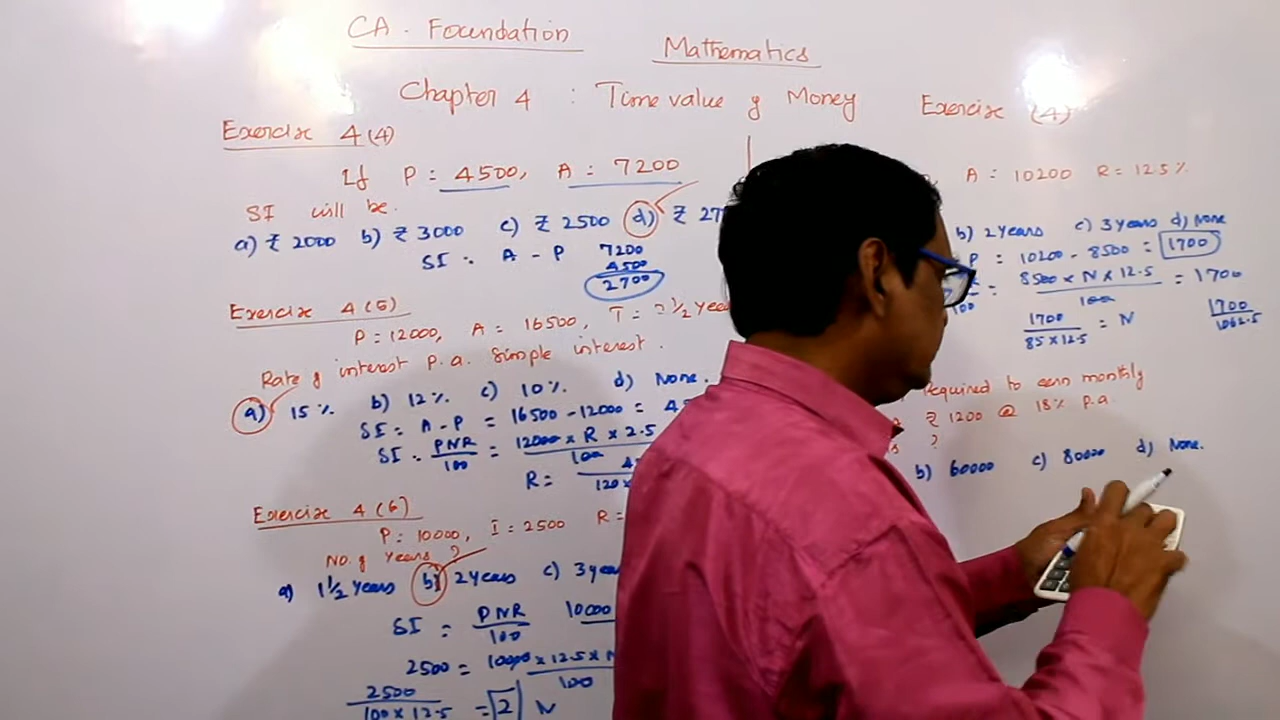 CA. Foundation
Mathematics
Chapter 4 : Time value of Money
Exercise (4)
Exercise 4(4)
If P = 4500, A = 7200
SI will be.
a) ₹ 2000 b) ₹ 3000 c) ₹ 2500 d) ₹ 27
SI = A - P
7200
4500
2700
Exercise 4(5)
P = 12000, A = 16500, T = 2 1/2 Years
Rate of interest p.a. Simple interest.
a) 15% b) 12% c) 10% d) None.
SI = A - P = 16500 - 12000 = 45
SI = PNR/100 = 12000 × R × 2.5/100
R =
Exercise 4(6)
P = 10000, I = 2500 R =
No. of Years ?
a) 1 1/2 Years b) 2 Years c) 3 years
SI = PNR/100 10000
2500 = 10000 × 12.5 × N/100
2500/100 × 12.5 = 2 N
A = 10200 R = 12.5%
b) 2 Years c) 3 Years d) None
P = 10200 - 8500 = 1700
100 = 8500 × N × 12.5/100 = 1700
1700/85 × 12.5 = N
1700/1062.5
required to earn monthly
₹ 1200 @ 18% p.a
?
b) 60000 c) 80000 d) None.